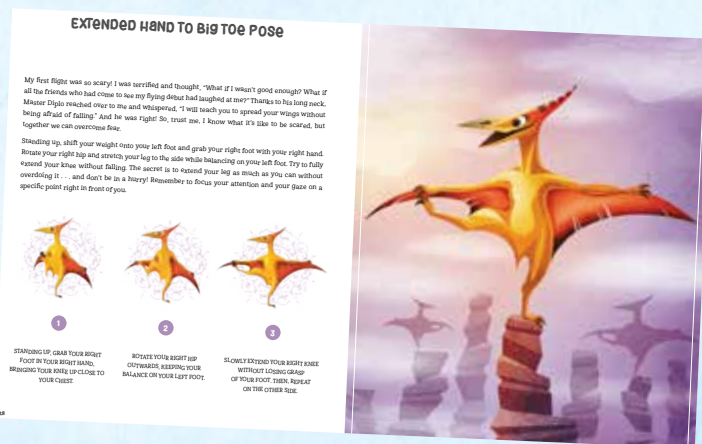 EXTENDED HAND TO BIG TOE POSE
My first flight was so scary! I was terrified and thought, "What if I wasn't good enough? What if
all the friends who had come to see my flying debut had laughed at me?" Thanks to his long neck,
Master Diplo reached over to me and whispered, "I will teach you to spread your wings without
being afraid of falling." And he was right! So, trust me, I know what it's like to be scared, but
together we can overcome fear.
Standing up, shift your weight onto your left foot and grab your right foot with your right hand.
Rotate your right hip and stretch your leg to the side while balancing on your left foot. Try to fully
extend your knee without falling. The secret is to extend your leg as much as you can without
overdoing it . . . and don't be in a hurry! Remember to focus your attention and your gaze on a
specific point right in front of you.
1
2
3
STANDING UP, GRAB YOUR RIGHT
FOOT IN YOUR RIGHT HAND,
BRINGING YOUR KNEE UP CLOSE TO
YOUR CHEST.
ROTATE YOUR RIGHT HIP
OUTWARDS, KEEPING YOUR
BALANCE ON YOUR LEFT FOOT.
SLOWLY EXTEND YOUR RIGHT KNEE
WITHOUT LOSING GRASP
OF YOUR FOOT, THEN, REPEAT
ON THE OTHER SIDE.